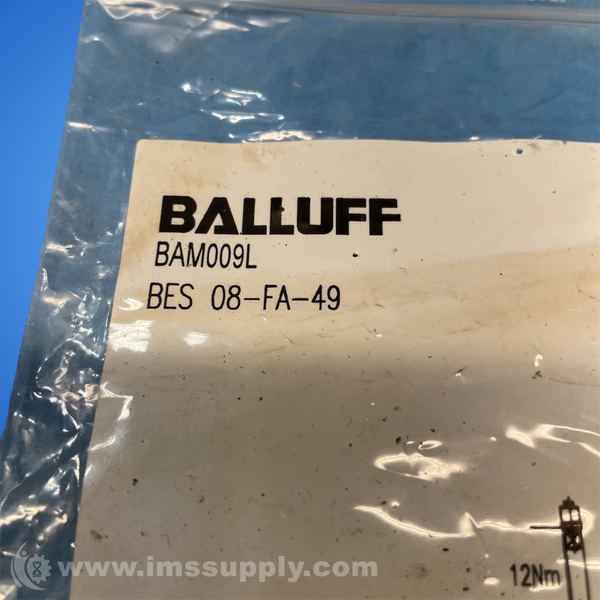 BALLUFF
BAM009L
BES 08-FA-49
12Nm
www.imssupply.com